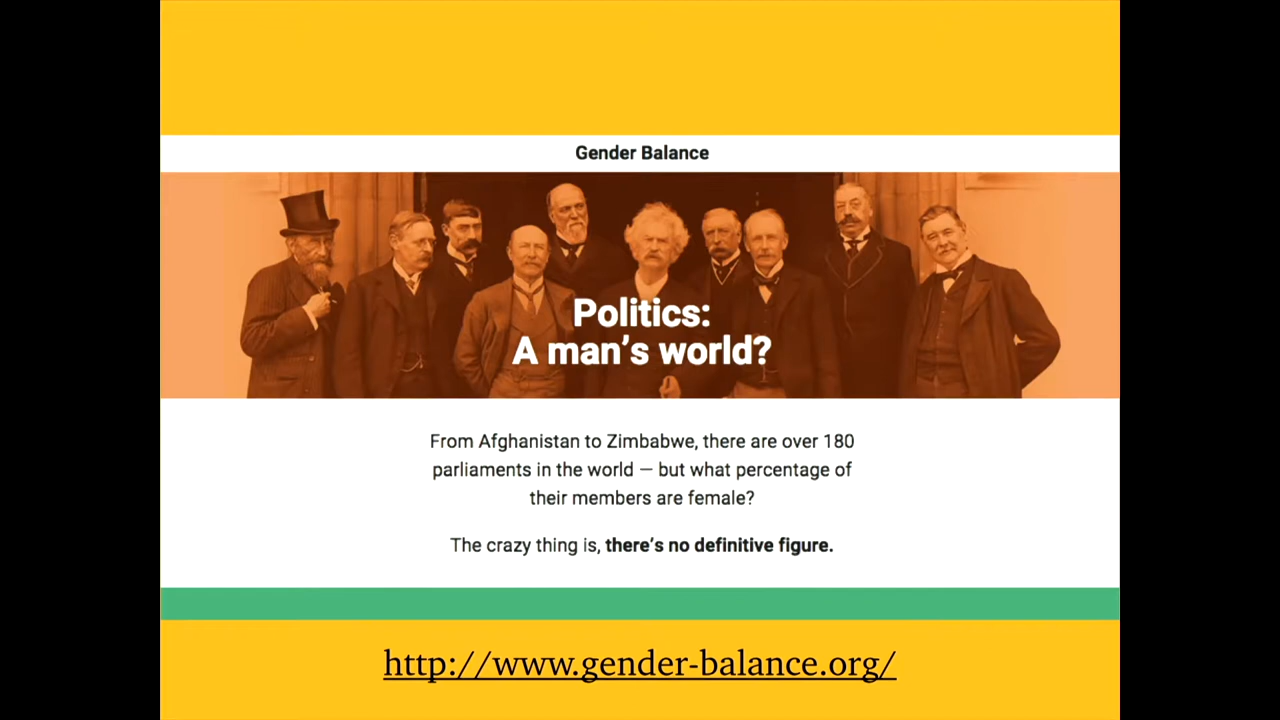 Gender Balance
Politics:
A man's world?
From Afghanistan to Zimbabwe, there are over 180
parliaments in the world — but what percentage of
their members are female?
The crazy thing is, there's no definitive figure.
http://www.gender-balance.org/